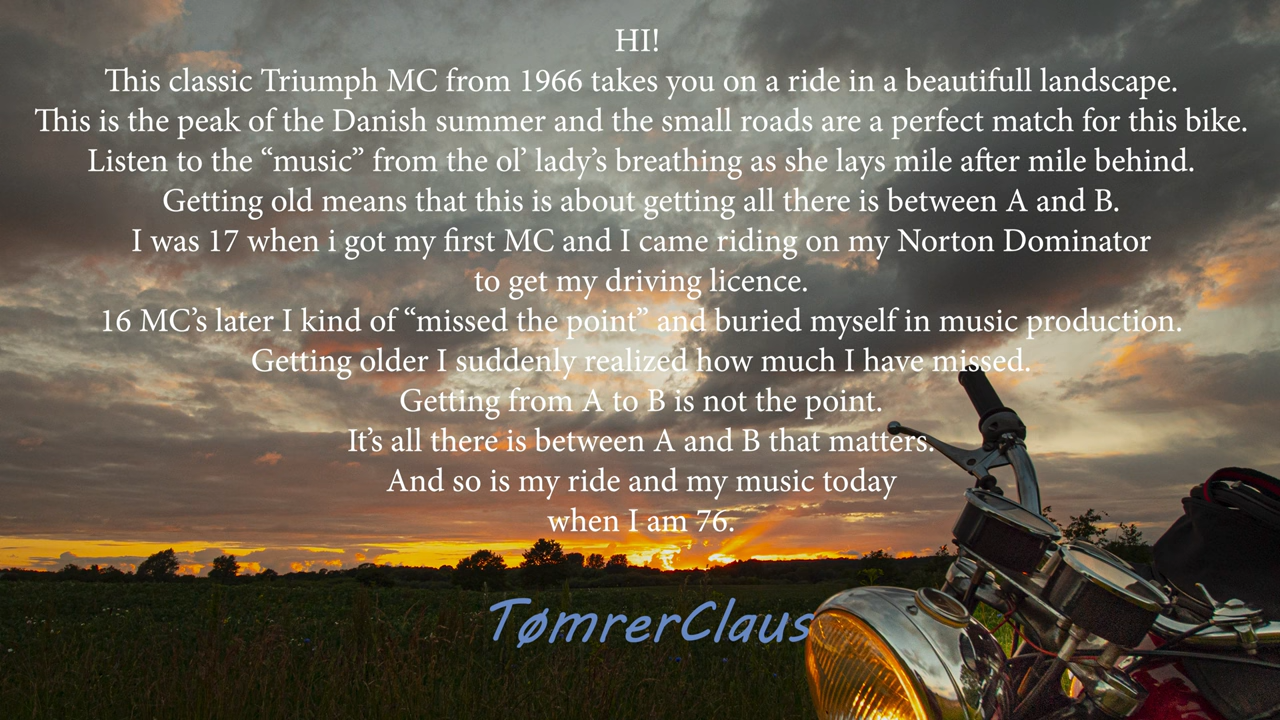 HI!
This classic Triumph MC from 1966 takes you on a ride in a beautifull landscape.
This is the peak of the Danish summer and the small roads are a perfect match for this bike.
Listen to the “music” from the ol’ lady’s breathing as she lays mile after mile behind.
Getting old means that this is about getting all there is between A and B.
I was 17 when i got my first MC and I came riding on my Norton Dominator
to get my driving licence.
16 MC’s later I kind of “missed the point” and buried myself in music production.
Getting older I suddenly realized how much I have missed.
Getting from A to B is not the point.
It’s all there is between A and B that matters.
And so is my ride and my music today
when I am 76.
TømrerClaus